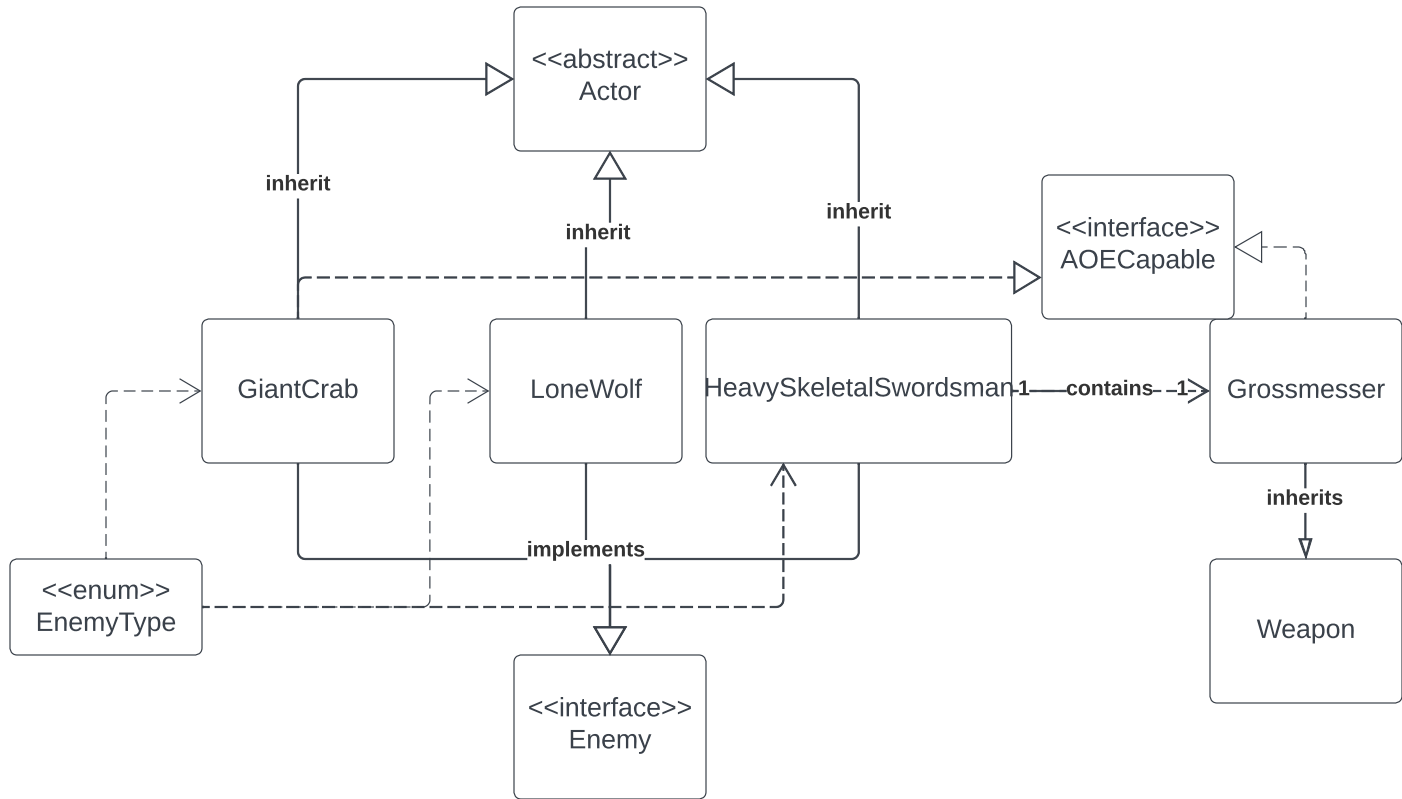 <<abstract>>
Actor
inherit
inherit
inherit
<<interface>>
AOECapable
GiantCrab
LoneWolf
HeavySkeletalSwordsman
1
contains
1
Grossmesser
inherits
implements
<<enum>>
EnemyType
Weapon
<<interface>>
Enemy